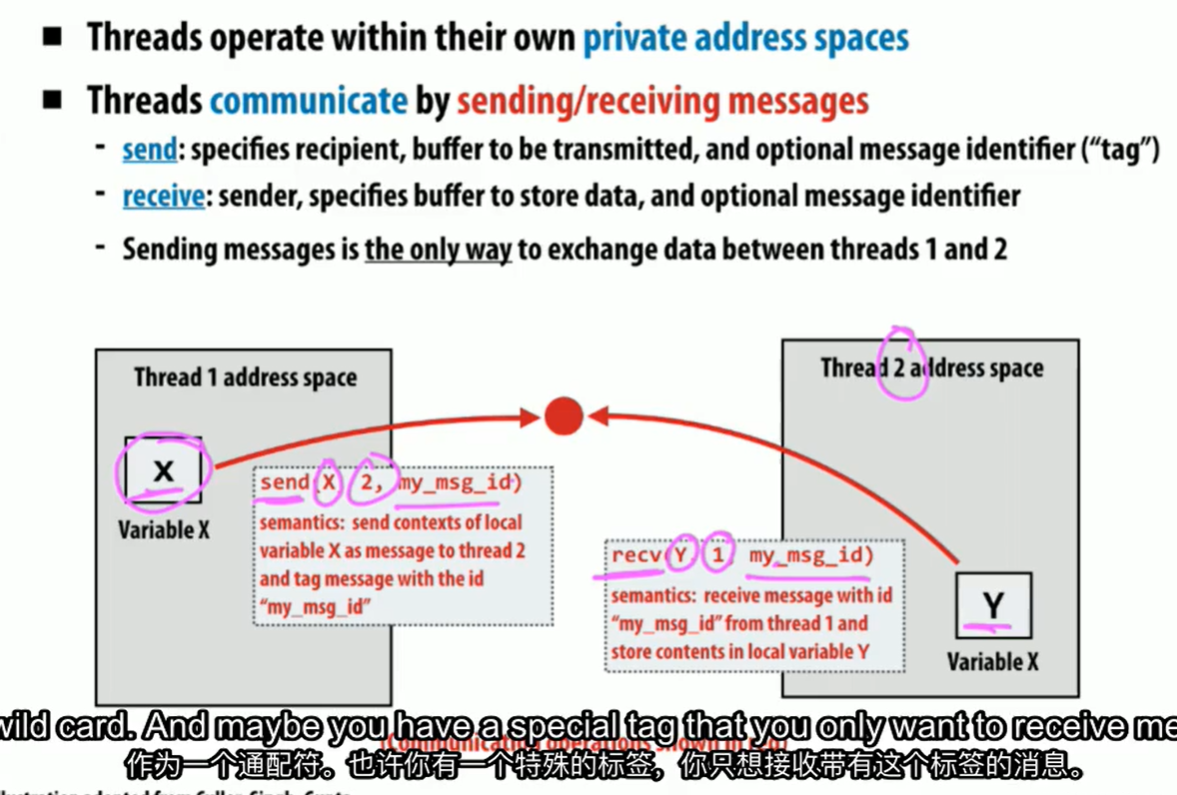 Threads operate within their own private address spaces
Threads communicate by sending/receiving messages
- send: specifies recipient, buffer to be transmitted, and optional message identifier (“tag”)
- receive: sender, specifies buffer to store data, and optional message identifier
- Sending messages is the only way to exchange data between threads 1 and 2
Thread 1 address space
X
Variable X
send(X, 2, my_msg_id)
semantics: send contexts of local
variable X as message to thread 2
and tag message with the id
“my_msg_id”
Thread 2 address space
recv(Y, 1, my_msg_id)
semantics: receive message with id
“my_msg_id” from thread 1 and
store contents in local variable Y
Y
Variable X
wild card. And maybe you have a special tag that you only want to receive me
作为一个通配符。也许你有一个特殊的标签，你只想接收带有这个标签的消息。